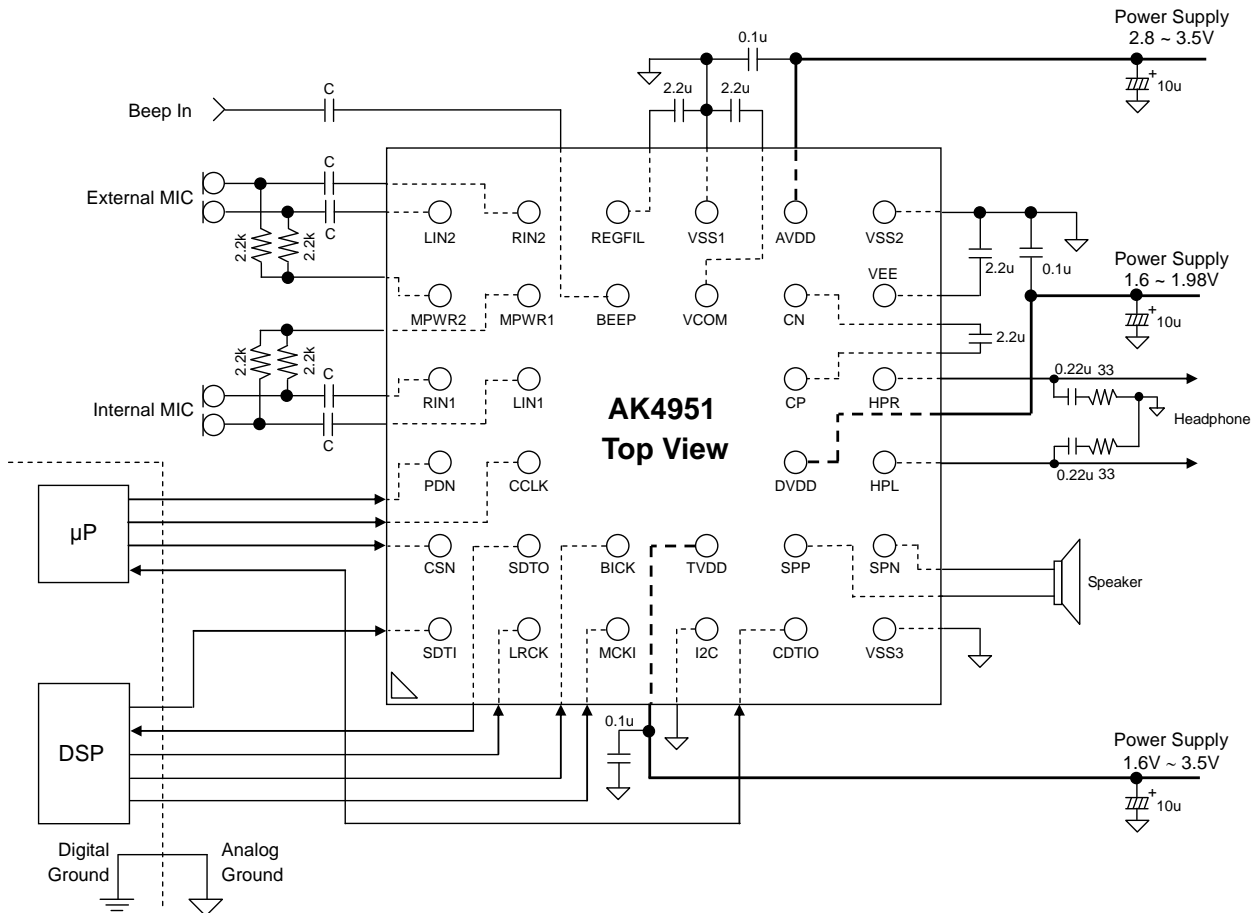 Power Supply
2.8 ~ 3.5V
0.1u
10u
2.2u 2.2u
Beep In
C
External MIC
C
C
2.2k
2.2k
LIN2
RIN2
REGFIL
VSS1
AVDD
VSS2
2.2u
0.1u
Power Supply
1.6 ~ 1.98V
10u
VEE
MPWR2
MPWR1
BEEP
VCOM
CN
2.2u
2.2k
2.2k
Internal MIC
C
C
RIN1
LIN1
AK4951
Top View
CP
HPR
0.22u 33
Headphone
0.22u 33
PDN
CCLK
DVDD
HPL
µP
CSN
SDTO
BICK
TVDD
SPP
SPN
Speaker
SDTI
LRCK
MCKI
I2C
CDTIO
VSS3
DSP
0.1u
Power Supply
1.6V ~ 3.5V
10u
Digital
Ground
Analog
Ground